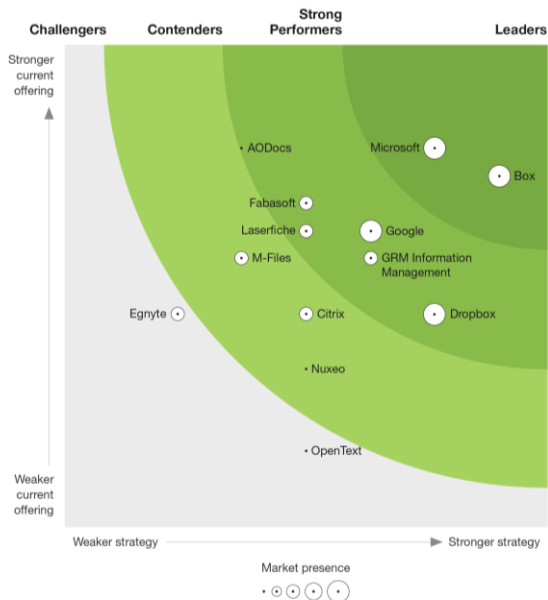 Challengers
Contenders
Strong
Performers
Leaders
Stronger
current
offering
AODocs
Microsoft
Box
Fabasoft
Laserfiche
Google
M-Files
GRM Information
Management
Egnyte
Citrix
Dropbox
Nuxeo
OpenText
Weaker
current
offering
Weaker strategy
Stronger strategy
Market presence